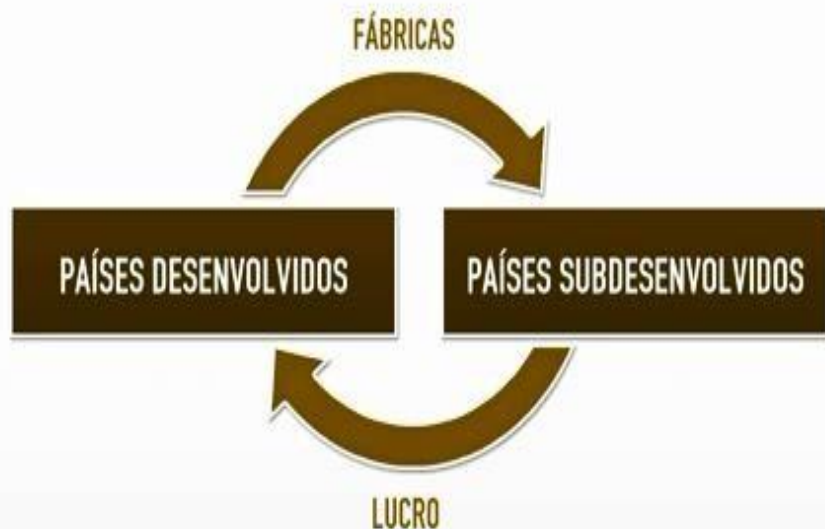 FÁBRICAS
PAÍSES DESENVOLVIDOS
PAÍSES SUBDESENVOLVIDOS
LUCRO